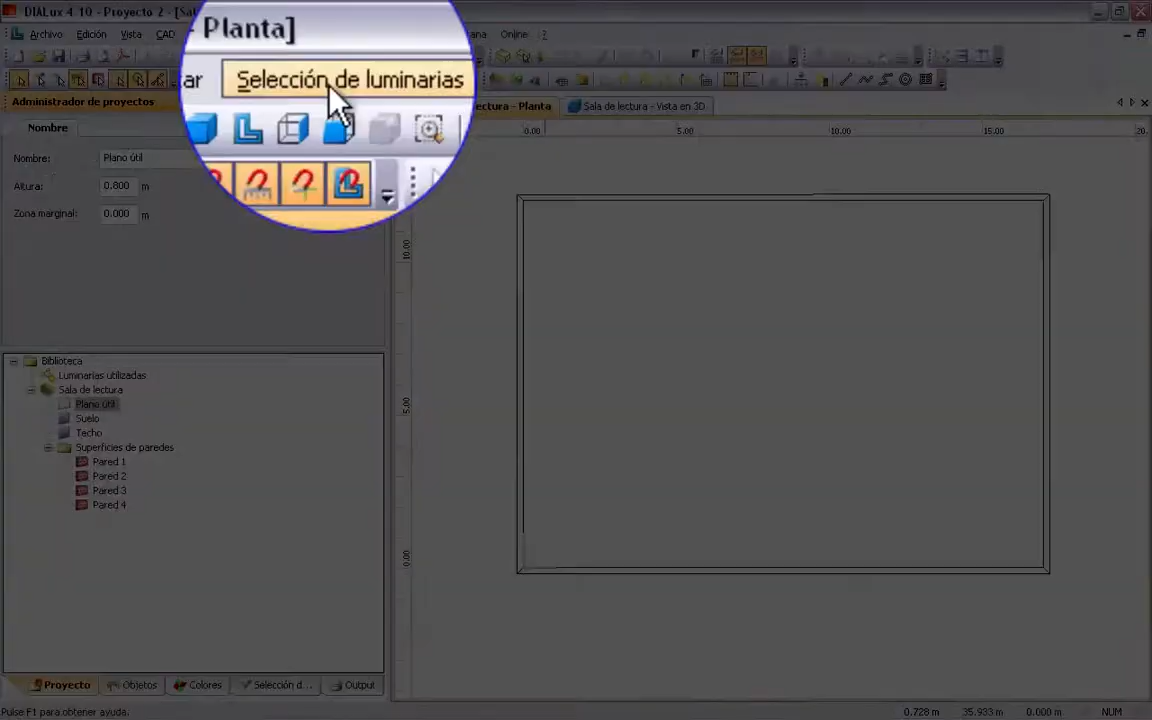 DIALux 4.10 - Proyecto 2 - [Sa
- Planta]
Archivo Edición Vista CAD
ar Selección de luminarias
na Online ?
Administrador de proyectos
ectura - Planta
Sala de lectura - Vista en 3D
Nombre
Nombre: Plano útil
Altura: 0.800 m
Zona marginal: 0.000 m
0.00 5.00 10.00 15.00 20.
10.00
5.00
0.00
Biblioteca
Luminarias utilizadas
Sala de lectura
Plano útil
Suelo
Techo
Superficies de paredes
Pared 1
Pared 2
Pared 3
Pared 4
Proyecto Objetos Colores Selección d... Output
Pulse F1 para obtener ayuda.
0.728 m 35.933 m 0.000 m NUM